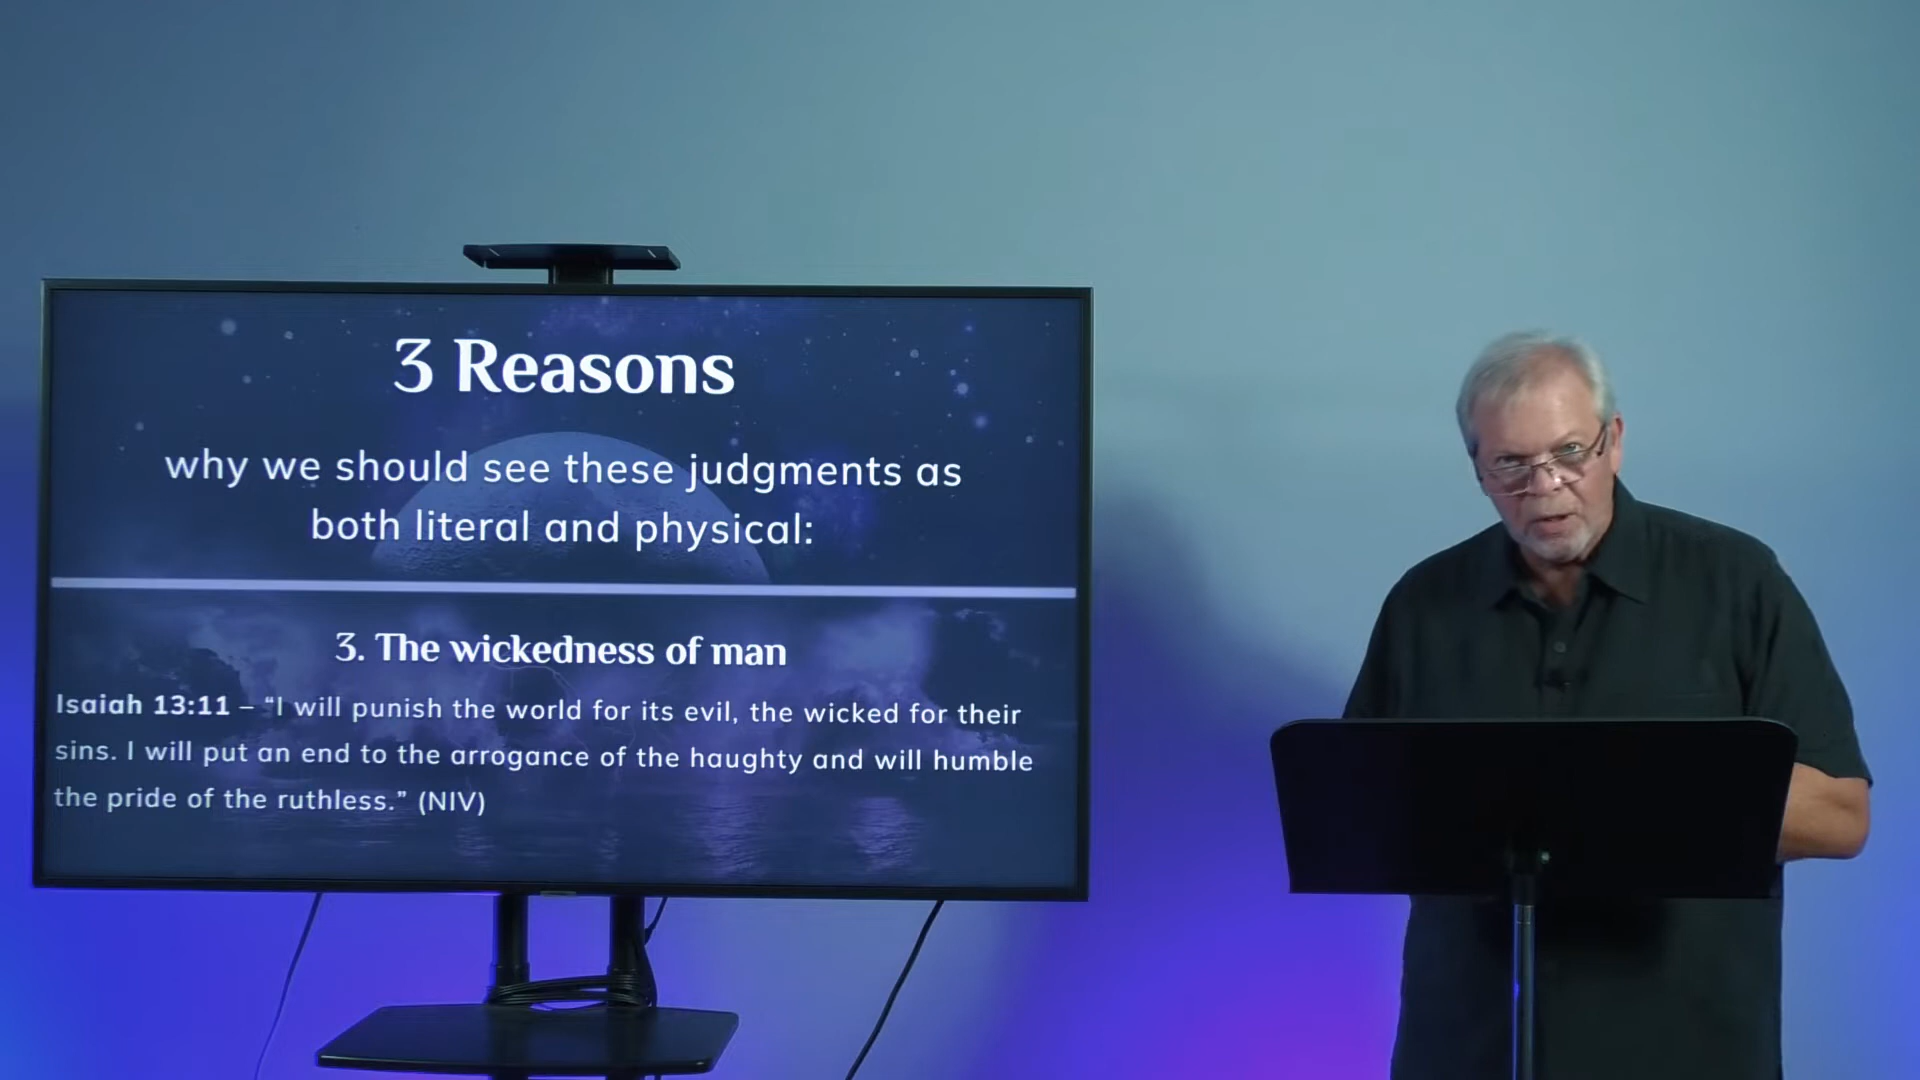 3 Reasons
why we should see these judgments as
both literal and physical:
3. The wickedness of man
Isaiah 13:11 – “I will punish the world for its evil, the wicked for their
sins. I will put an end to the arrogance of the haughty and will humble
the pride of the ruthless.” (NIV)